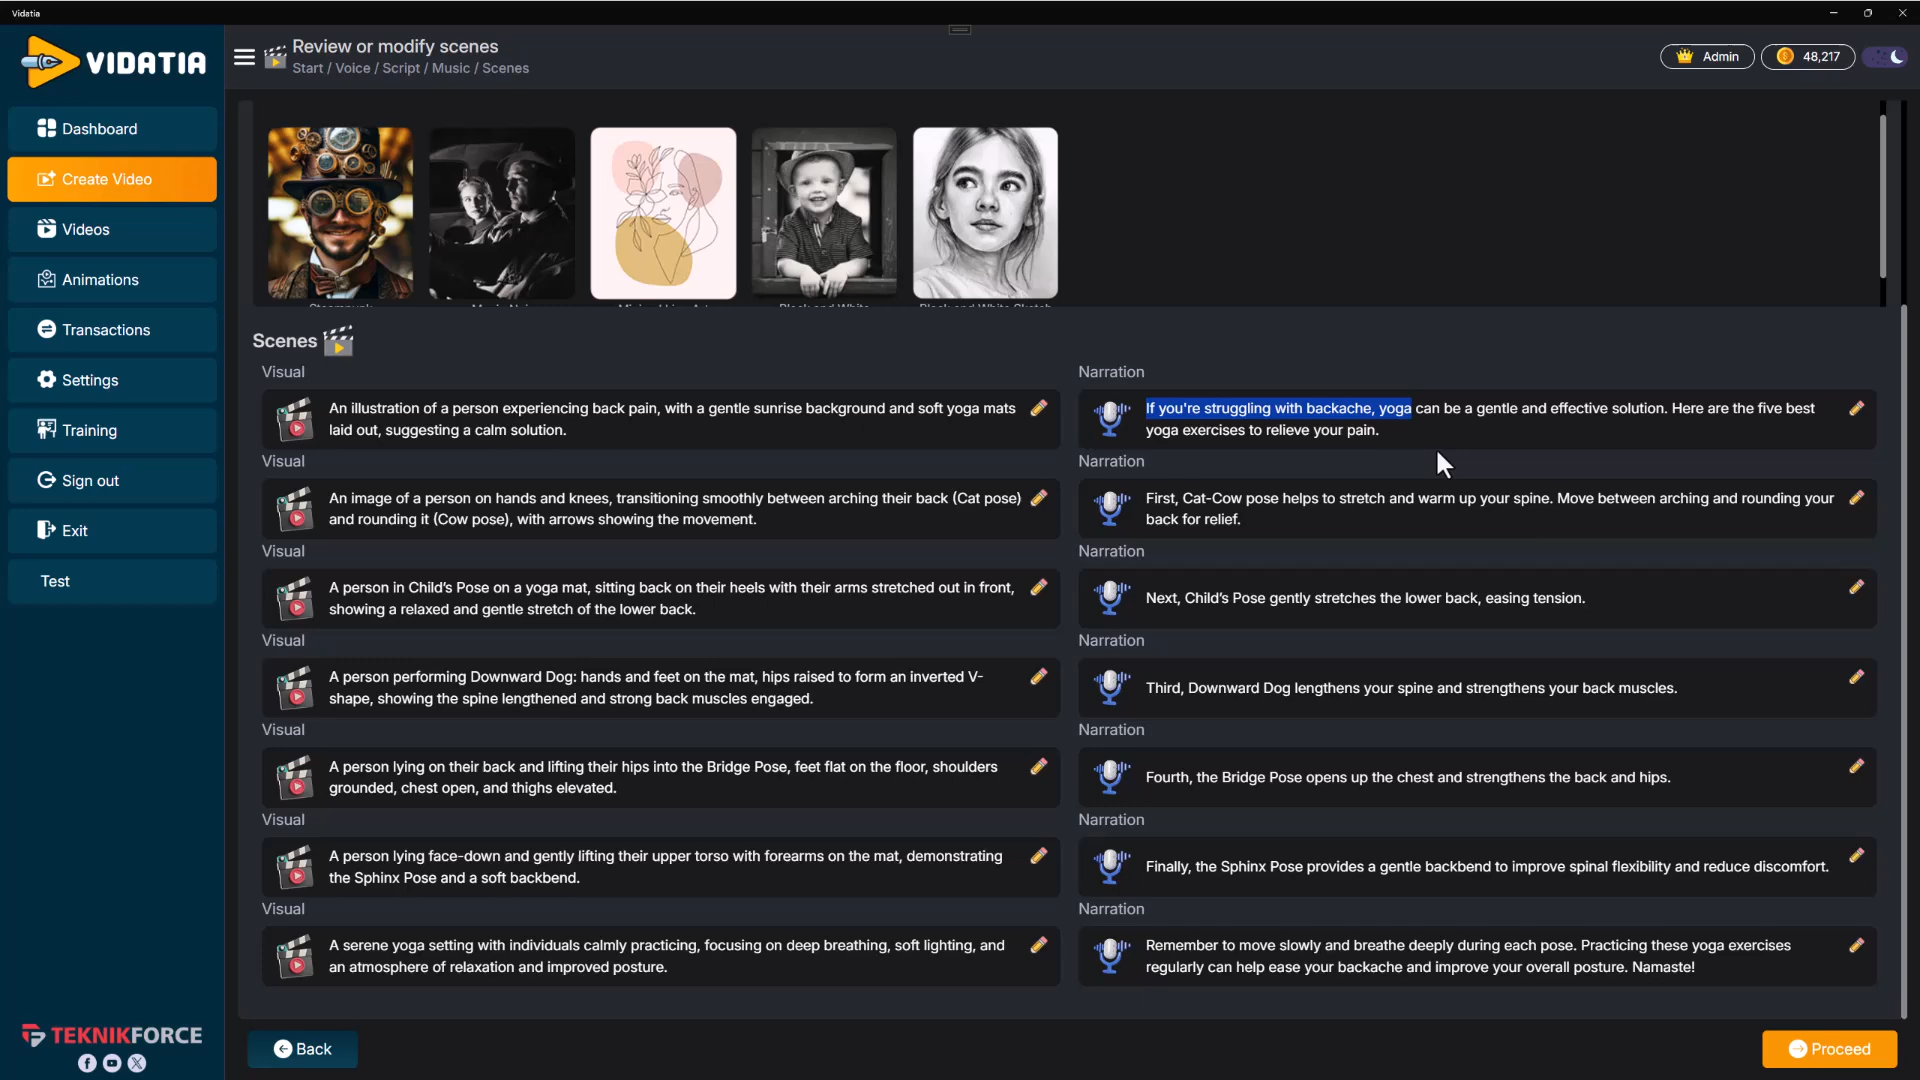 Vidatia
VIDATIA
Review or modify scenes
Start / Voice / Script / Music / Scenes
Admin
48,217
Dashboard
Create Video
Videos
Animations
Transactions
Settings
Training
Sign out
Exit
Test
Scenes
Visual
Narration
An illustration of a person experiencing back pain, with a gentle sunrise background and soft yoga mats
laid out, suggesting a calm solution.
If you're struggling with backache, yoga can be a gentle and effective solution. Here are the five best
yoga exercises to relieve your pain.
Visual
Narration
An image of a person on hands and knees, transitioning smoothly between arching their back (Cat pose)
and rounding it (Cow pose), with arrows showing the movement.
First, Cat-Cow pose helps to stretch and warm up your spine. Move between arching and rounding your
back for relief.
Visual
Narration
A person in Child's Pose on a yoga mat, sitting back on their heels with their arms stretched out in front,
showing a relaxed and gentle stretch of the lower back.
Next, Child's Pose gently stretches the lower back, easing tension.
Visual
Narration
A person performing Downward Dog: hands and feet on the mat, hips raised to form an inverted V-
shape, showing the spine lengthened and strong back muscles engaged.
Third, Downward Dog lengthens your spine and strengthens your back muscles.
Visual
Narration
A person lying on their back and lifting their hips into the Bridge Pose, feet flat on the floor, shoulders
grounded, chest open, and thighs elevated.
Fourth, the Bridge Pose opens up the chest and strengthens the back and hips.
Visual
Narration
A person lying face-down and gently lifting their upper torso with forearms on the mat, demonstrating
the Sphinx Pose and a soft backbend.
Finally, the Sphinx Pose provides a gentle backbend to improve spinal flexibility and reduce discomfort.
Visual
Narration
A serene yoga setting with individuals calmly practicing, focusing on deep breathing, soft lighting, and
an atmosphere of relaxation and improved posture.
Remember to move slowly and breathe deeply during each pose. Practicing these yoga exercises
regularly can help ease your backache and improve your overall posture. Namaste!
TEKNIKFORCE
Back
Proceed